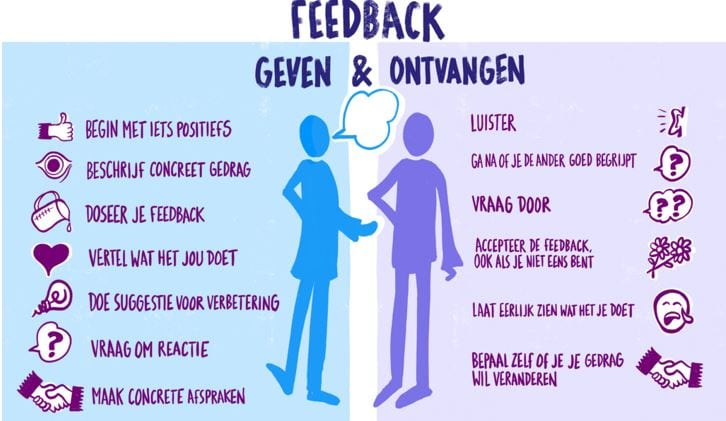 FEEDBACK
GEVEN & ONTVANGEN
BEGIN MET IETS POSITIEFS
BESCHRIJF CONCREET GEDRAG
DOSEER JE FEEDBACK
VERTEL WAT HET JOU DOET
DOE SUGGESTIE VOOR VERBETERING
?
VRAAG OM REACTIE
MAAK CONCRETE AFSPRAKEN
LUISTER
GA NA OF JE DE ANDER GOED BEGRIJPT
?
VRAAG DOOR
??
ACCEPTEER DE FEEDBACK,
OOK ALS JE NIET EENS BENT
LAAT EERLIJK ZIEN WAT HET JE DOET
BEPAAL ZELF OF JE JE GEDRAG
WIL VERANDEREN